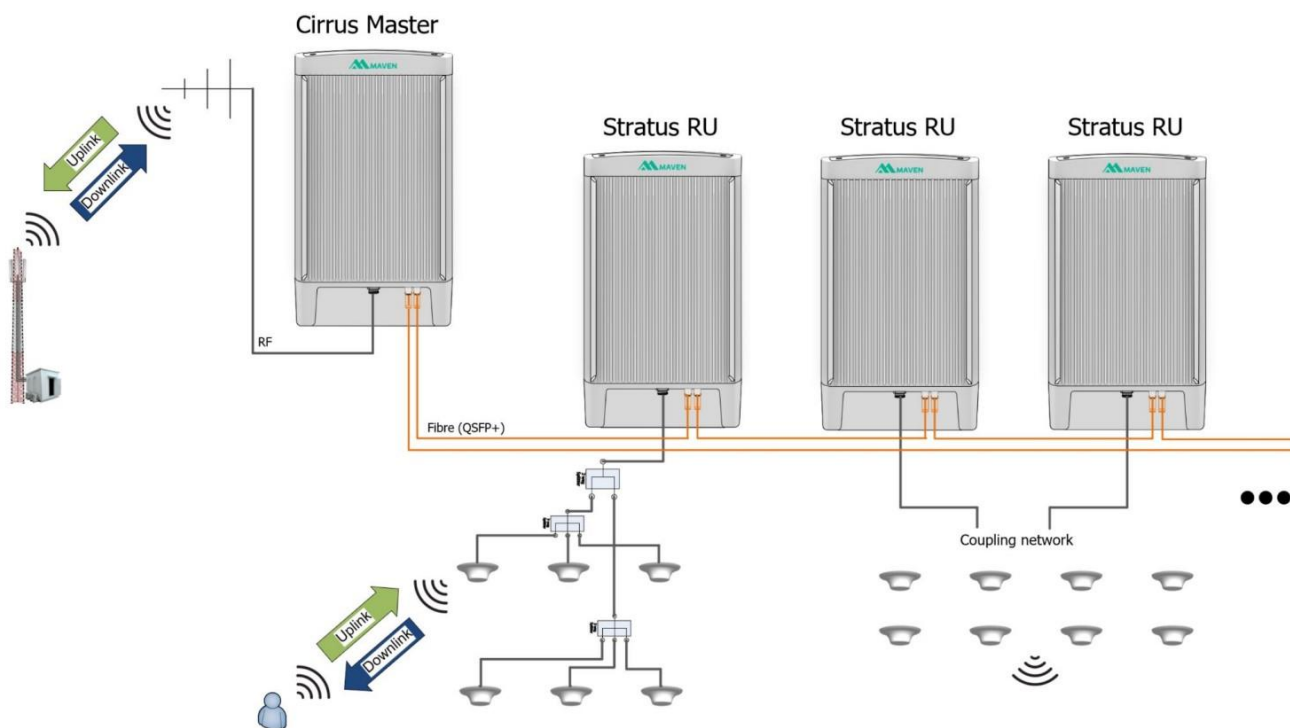 Cirrus Master
MAVEN
Stratus RU
Stratus RU
Stratus RU
MAVEN
MAVEN
MAVEN
Uplink
Downlink
RF
Fibre (QSFP+)
Coupling network
Uplink
Downlink